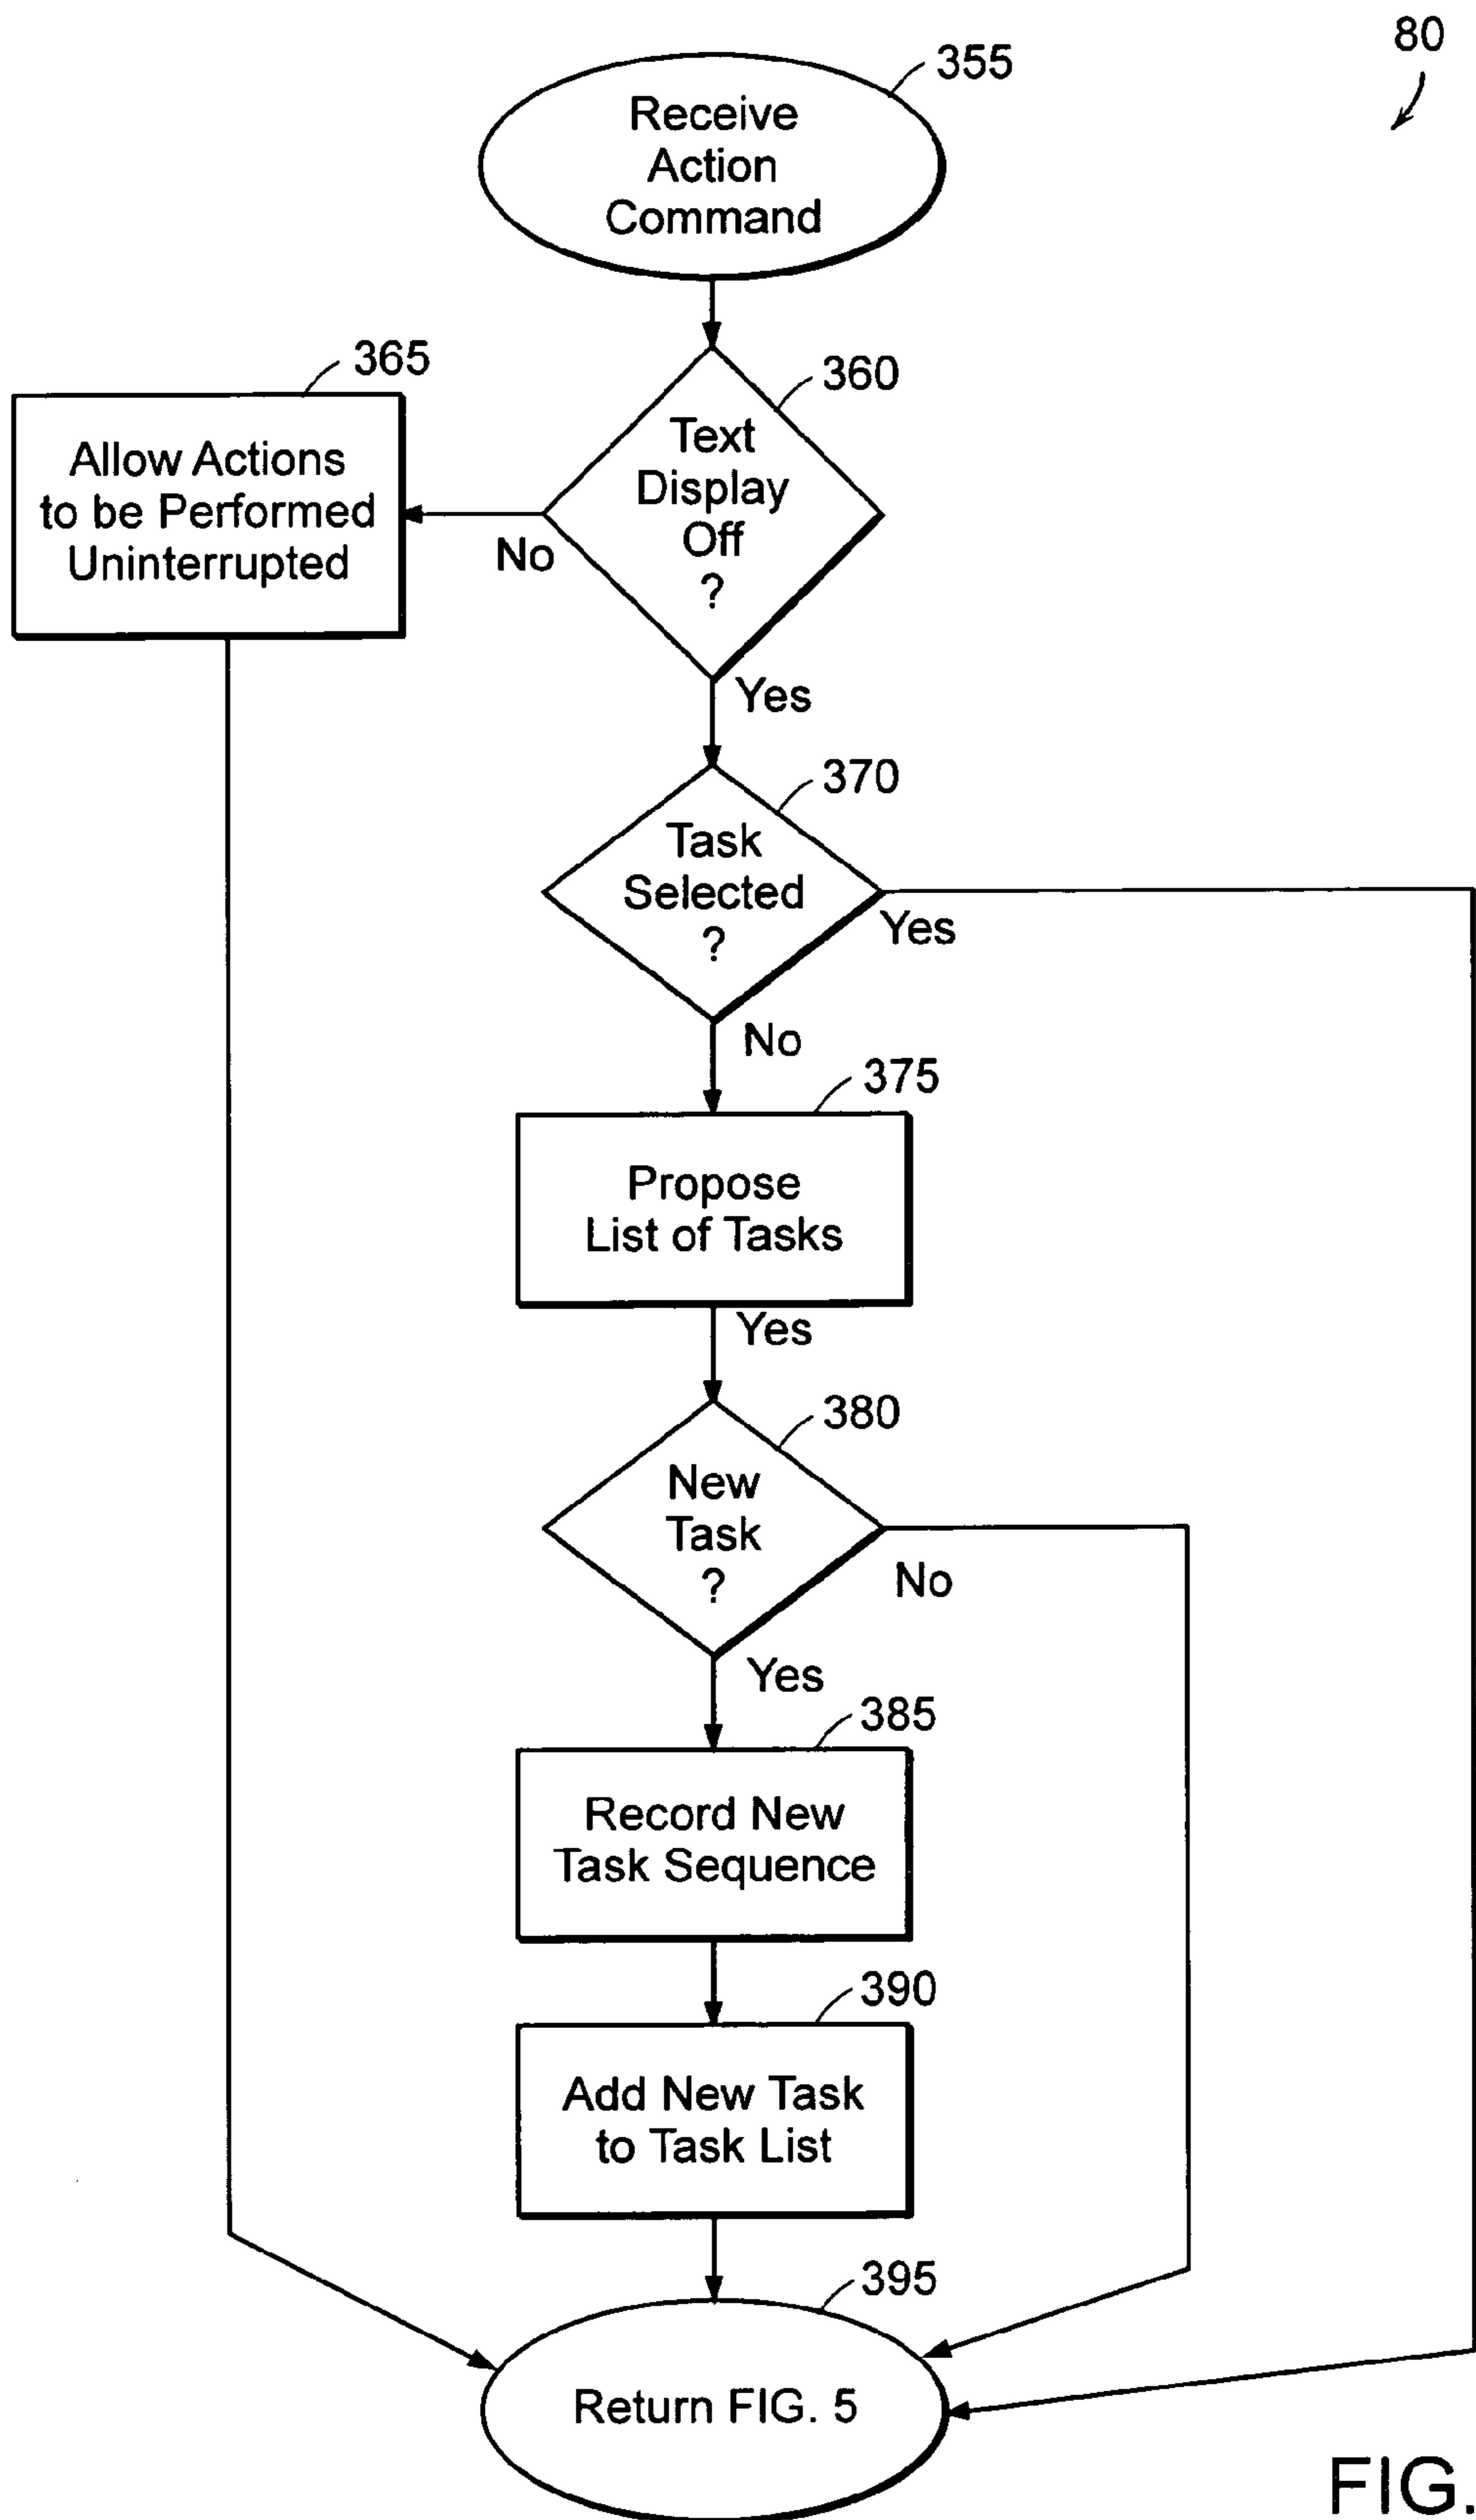 80
355
Receive
Action
Command
365
360
Allow Actions
to be Performed
Uninterrupted
Text
Display
Off
?
No
Yes
370
Task
Selected
?
Yes
No
375
Propose
List of Tasks
Yes
380
New
Task
?
No
Yes
385
Record New
Task Sequence
390
Add New Task
to Task List
395
Return FIG. 5
FIG.